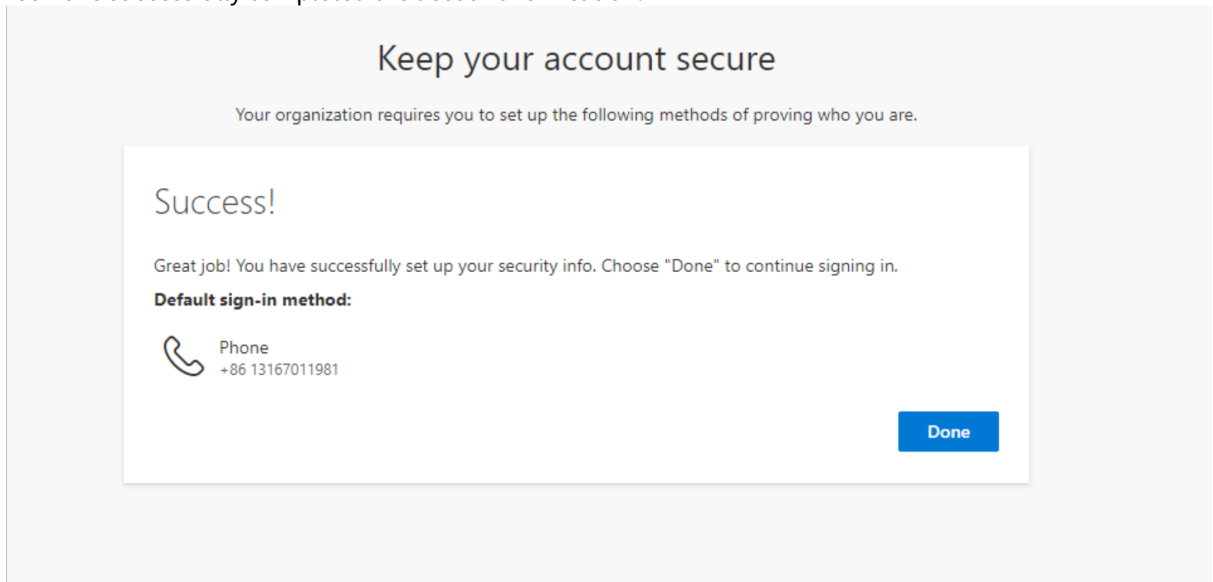 Keep your account secure
Your organization requires you to set up the following methods of proving who you are.
Success!
Great job! You have successfully set up your security info. Choose "Done" to continue signing in.
Default sign-in method:
Phone
+86 13167011981
Done